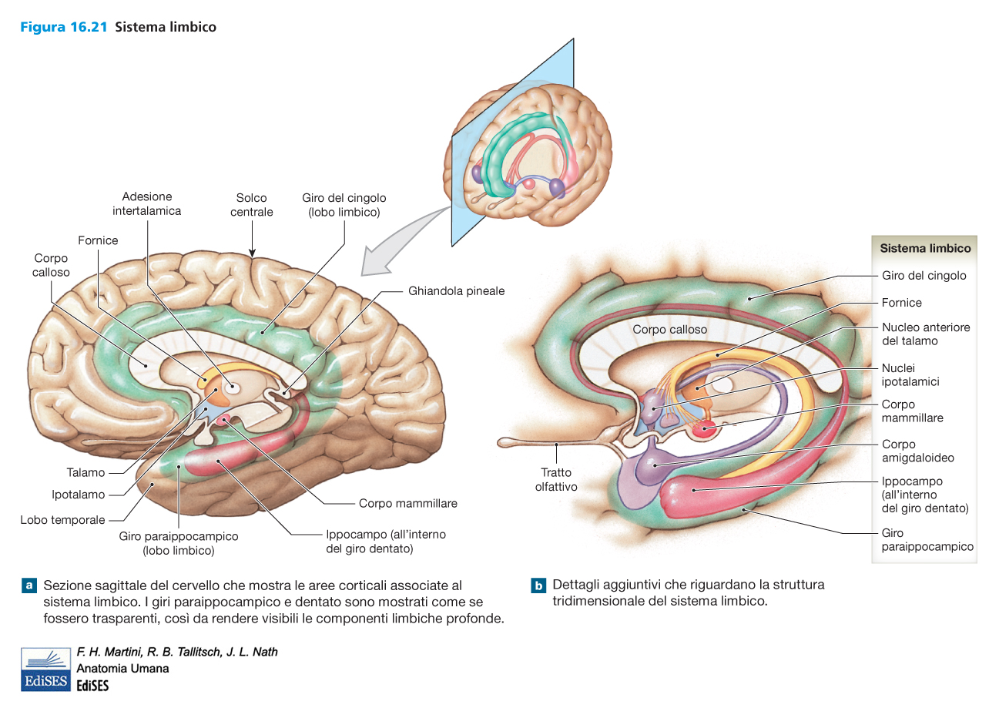 Figura 16.21 Sistema limbico
Adesione
intertalamica
Solco
centrale
Giro del cingolo
(lobo limbico)
Fornice
Corpo
calloso
Ghiandola pineale
Talamo
Ipotalamo
Lobo temporale
Giro paraippocampico
(lobo limbico)
Corpo mammillare
Ippocampo (all'interno
del giro dentato)
Sistema limbico
Giro del cingolo
Fornice
Nucleo anteriore
del talamo
Nuclei
ipotalamici
Corpo
mammillare
Corpo
amigdaloideo
Ippocampo
(all'interno
del giro dentato)
Giro
paraippocampico
Corpo calloso
Tratto
olfattivo
a Sezione sagittale del cervello che mostra le aree corticali associate al
sistema limbico. I giri paraippocampico e dentato sono mostrati come se
fossero trasparenti, così da rendere visibili le componenti limbiche profonde.
b Dettagli aggiuntivi che riguardano la struttura
tridimensionale del sistema limbico.
EdiSES
F. H. Martini, R. B. Tallitsch, J. L. Nath
Anatomia Umana
EdiSES